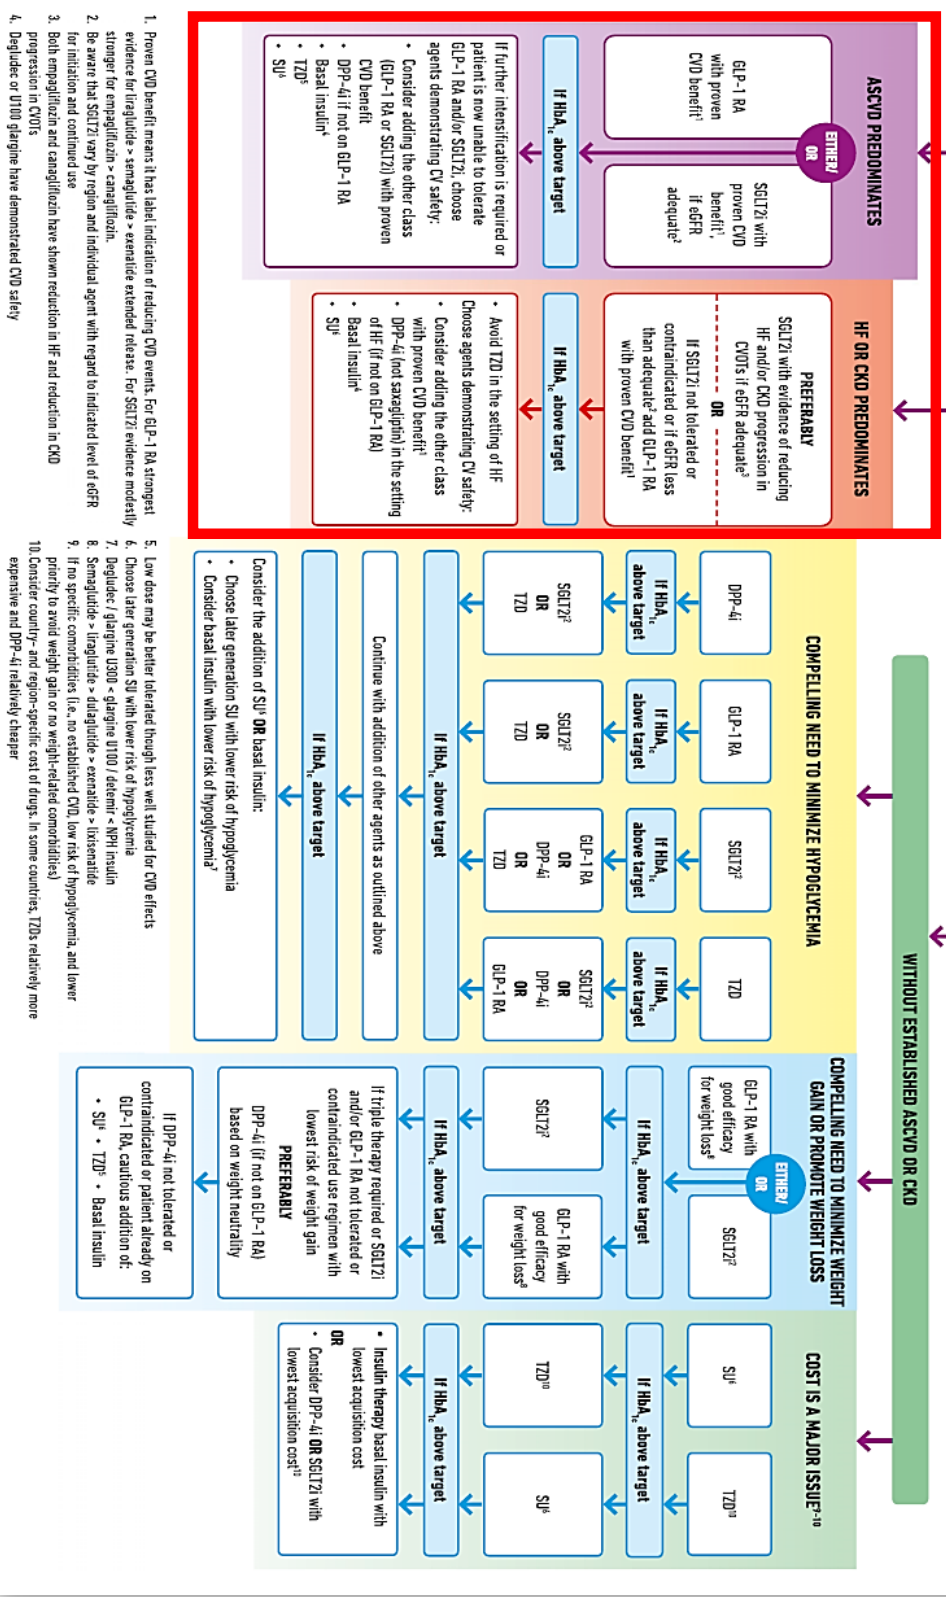 ASCVD PREDOMINATES
EITHER/
OR
GLP-1 RA
with proven
CVD benefit¹
SGLT2i with
proven CVD
benefit¹,
if eGFR
adequate²
If HbA1c above target
If further intensification is required or
patient is now unable to tolerate
GLP-1 RA and/or SGLT2i, choose
agents demonstrating CV safety:
• Consider adding the other class
(GLP-1 RA or SGLT2i) with proven
CVD benefit
• DPP-4i if not on GLP-1 RA
• Basal insulin⁴
• TZD⁵
• SU⁶
HF OR CKD PREDOMINATES
PREFERABLY
SGLT2i with evidence of reducing
HF and/or CKD progression in
CVOTs if eGFR adequate³
OR
If SGLT2i not tolerated or
contraindicated or if eGFR less
than adequate² add GLP-1 RA
with proven CVD benefit¹
If HbA1c above target
• Avoid TZD in the setting of HF
Choose agents demonstrating CV safety:
• Consider adding the other class
with proven CVD benefit¹
• DPP-4i (not saxagliptin) in the setting
of HF (if not on GLP-1 RA)
• Basal insulin⁴
• SU⁶
WITHOUT ESTABLISHED ASCVD OR CKD
COMPELLING NEED TO MINIMIZE HYPOGLYCEMIA
DPP-4i
GLP-1 RA
SGLT2i²
TZD
If HbA1c
above target
If HbA1c
above target
If HbA1c
above target
If HbA1c
above target
SGLT2i²
OR
TZD
SGLT2i²
OR
TZD
GLP-1 RA
OR
DPP-4i
OR
TZD
SGLT2i²
OR
DPP-4i
OR
GLP-1 RA
If HbA1c above target
Continue with addition of other agents as outlined above
If HbA1c above target
Consider the addition of SU⁶ OR basal insulin:
• Choose later generation SU with lower risk of hypoglycemia
• Consider basal insulin with lower risk of hypoglycemia⁷
COMPELLING NEED TO MINIMIZE WEIGHT
GAIN OR PROMOTE WEIGHT LOSS
EITHER/
OR
GLP-1 RA with
good efficacy
for weight loss⁸
SGLT2i²
If HbA1c above target
SGLT2i²
GLP-1 RA with
good efficacy
for weight loss⁸
If HbA1c above target
If triple therapy required or SGLT2i
and/or GLP-1 RA not tolerated or
contraindicated use regimen with
lowest risk of weight gain
PREFERABLY
DPP-4i (if not on GLP-1 RA)
based on weight neutrality
If DPP-4i not tolerated or
contraindicated or patient already on
GLP-1 RA, cautious addition of:
• SU⁶ • TZD⁵ • Basal insulin
COST IS A MAJOR ISSUE⁹⁻¹⁰
SU⁶
TZD¹⁰
If HbA1c above target
TZD¹⁰
SU⁶
If HbA1c above target
• Insulin therapy basal insulin with
lowest acquisition cost
OR
• Consider DPP-4i OR SGLT2i with
lowest acquisition cost¹⁰
1. Proven CVD benefit means it has label indication of reducing CVD events. For GLP-1 RA strongest
evidence for liraglutide > semaglutide > exenatide extended release. For SGLT2i evidence modestly
stronger for empagliflozin > canagliflozin.
2. Be aware that SGLT2i vary by region and individual agent with regard to indicated level of eGFR
for initiation and continued use
3. Both empagliflozin and canagliflozin have shown reduction in HF and reduction in CKD
progression in CVOTs
4. Degludec or U100 glargine have demonstrated CVD safety
5. Low dose may be better tolerated though less well studied for CVD effects
6. Choose later generation SU with lower risk of hypoglycemia
7. Degludec / glargine U300 < glargine U100 / detemir < NPH insulin
8. Semaglutide > liraglutide > dulaglutide > exenatide > lixisenatide
9. If no specific comorbidities (i.e., no established CVD, low risk of hypoglycemia, and lower
priority to avoid weight gain or no weight-related comorbidities)
10. Consider country- and region-specific cost of drugs. In some countries, TZDs relatively more
expensive and DPP-4i relatively cheaper